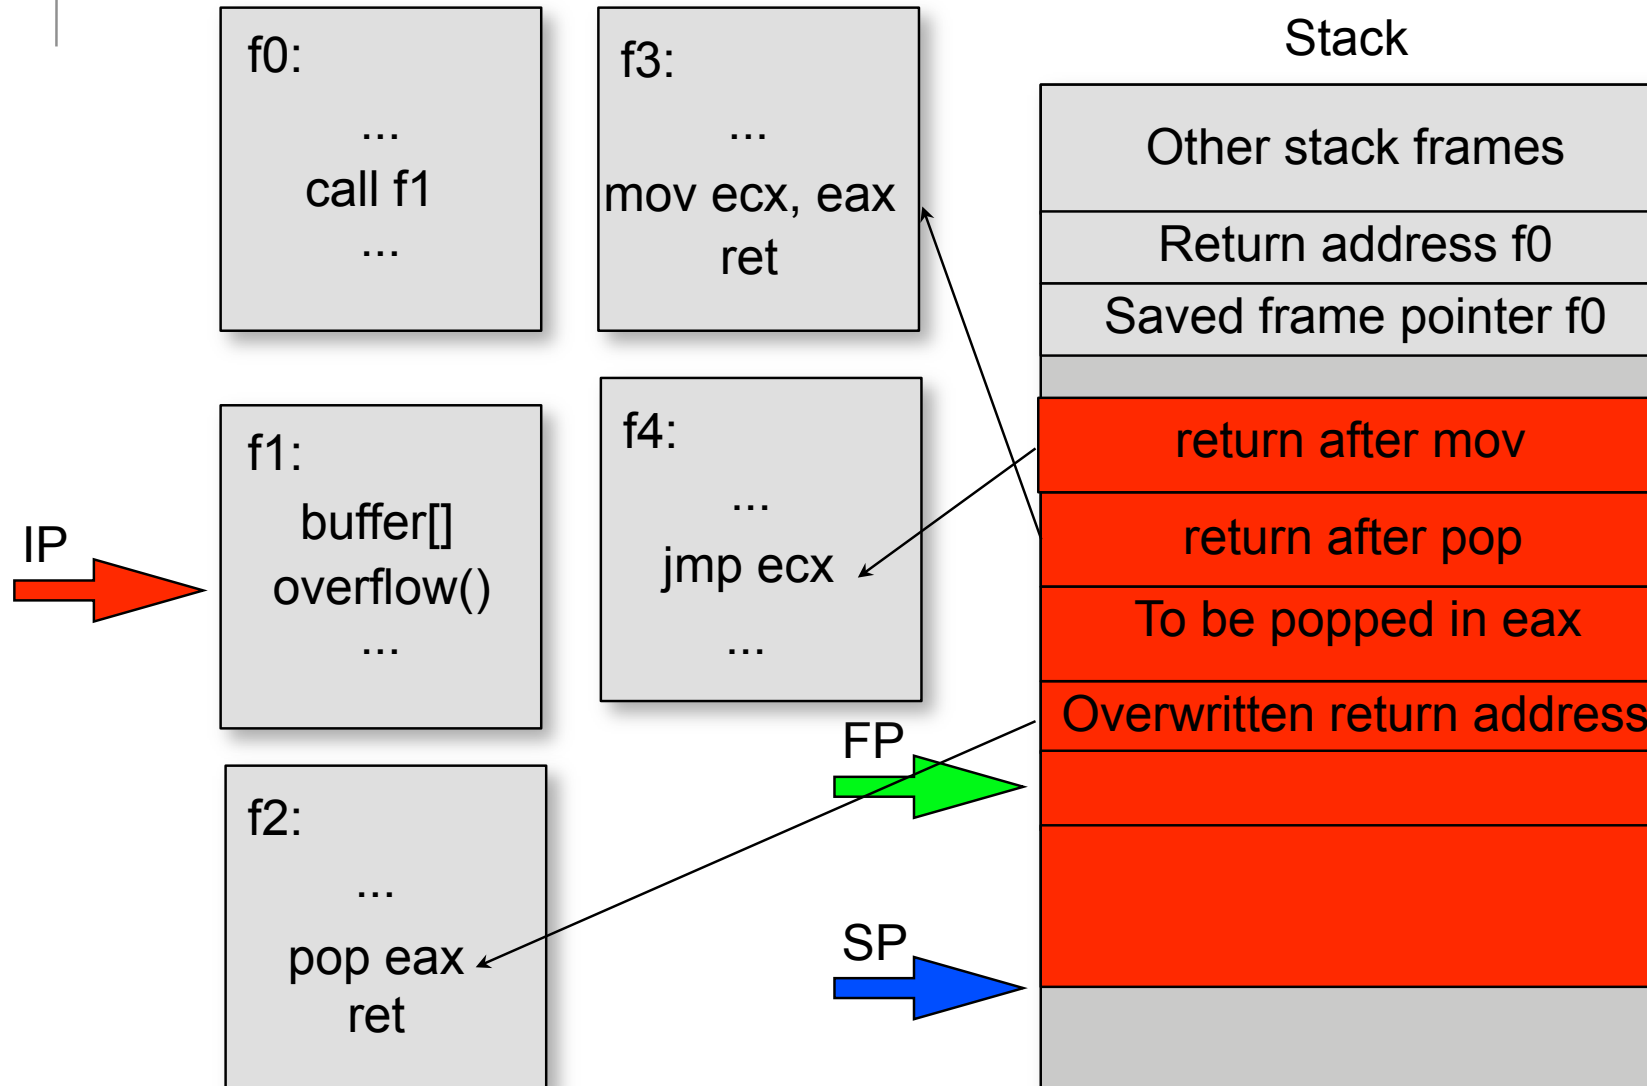 f0:
...
call f1
...
f3:
...
mov ecx, eax
ret
f1:
buffer[]
overflow()
...
f4:
...
jmp ecx
...
f2:
...
pop eax
ret
IP
FP
SP
Stack
Other stack frames
Return address f0
Saved frame pointer f0
return after mov
return after pop
To be popped in eax
Overwritten return address